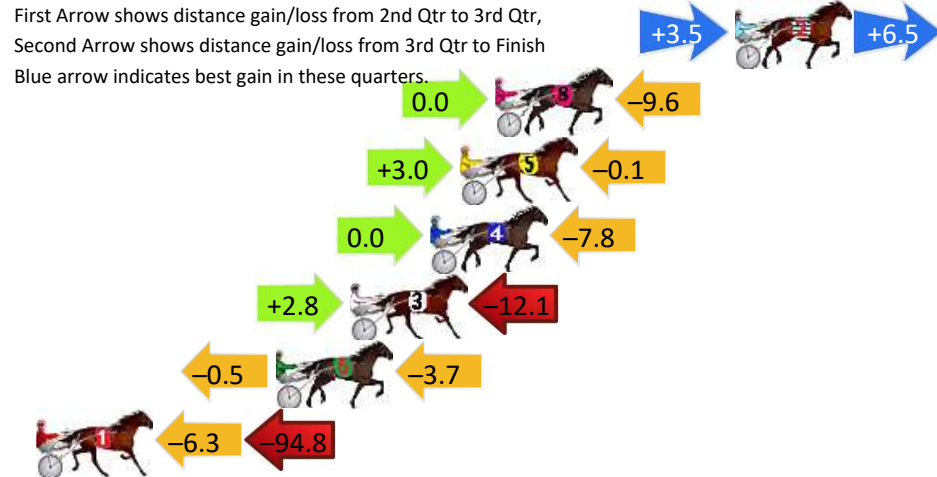 First Arrow shows distance gain/loss from 2nd Qtr to 3rd Qtr,
Second Arrow shows distance gain/loss from 3rd Qtr to Finish
Blue arrow indicates best gain in these quarters.
+3.5 7 +6.5
0.0 8 –9.6
+3.0 5 –0.1
0.0 4 –7.8
+2.8 3 –12.1
–0.5 6 –3.7
1 –6.3 –94.8